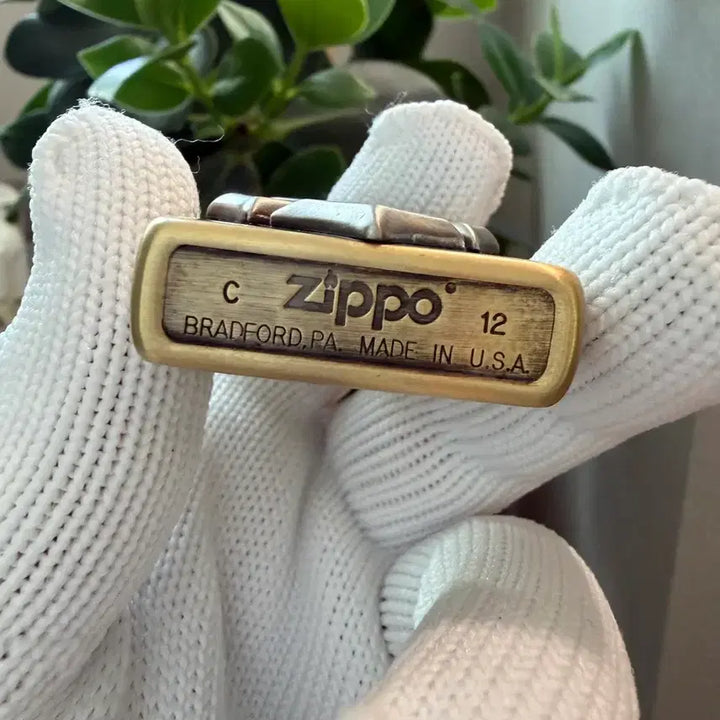 C Zippo 12
BRADFORD, PA. MADE IN U.S.A.